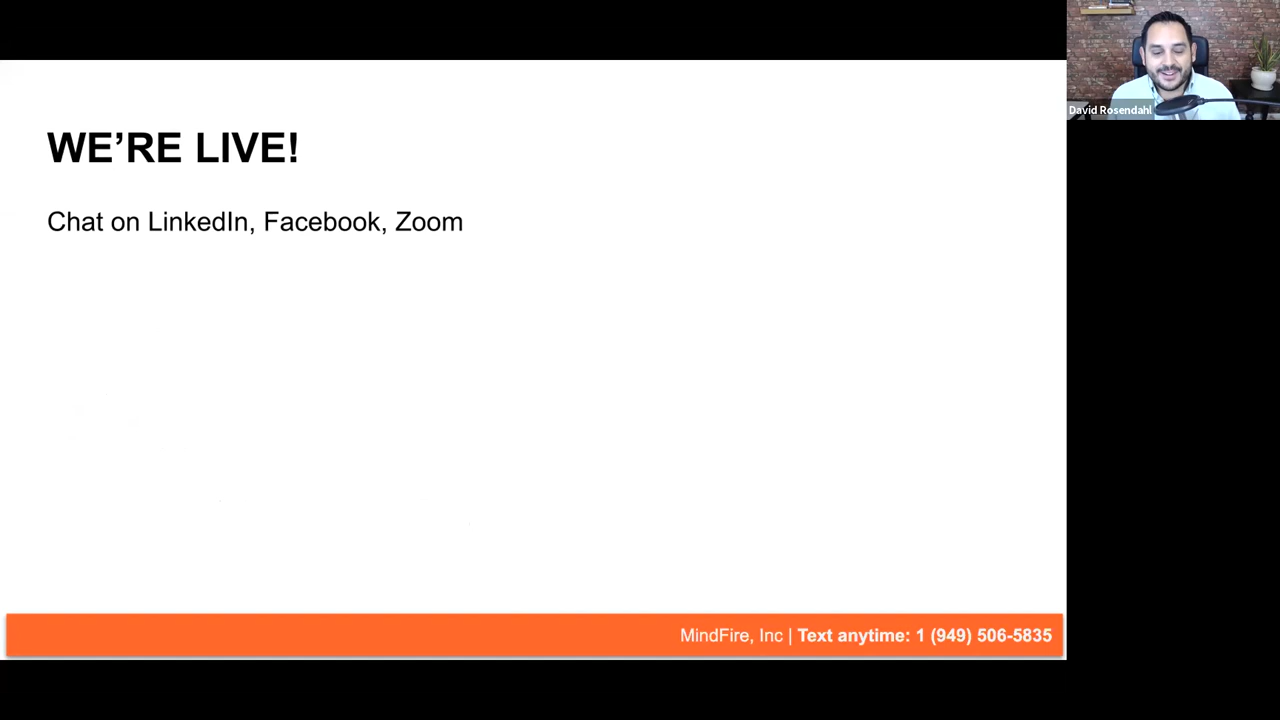 WE’RE LIVE!
Chat on LinkedIn, Facebook, Zoom
David Rosendahl
MindFire, Inc | Text anytime: 1 (949) 506-5835